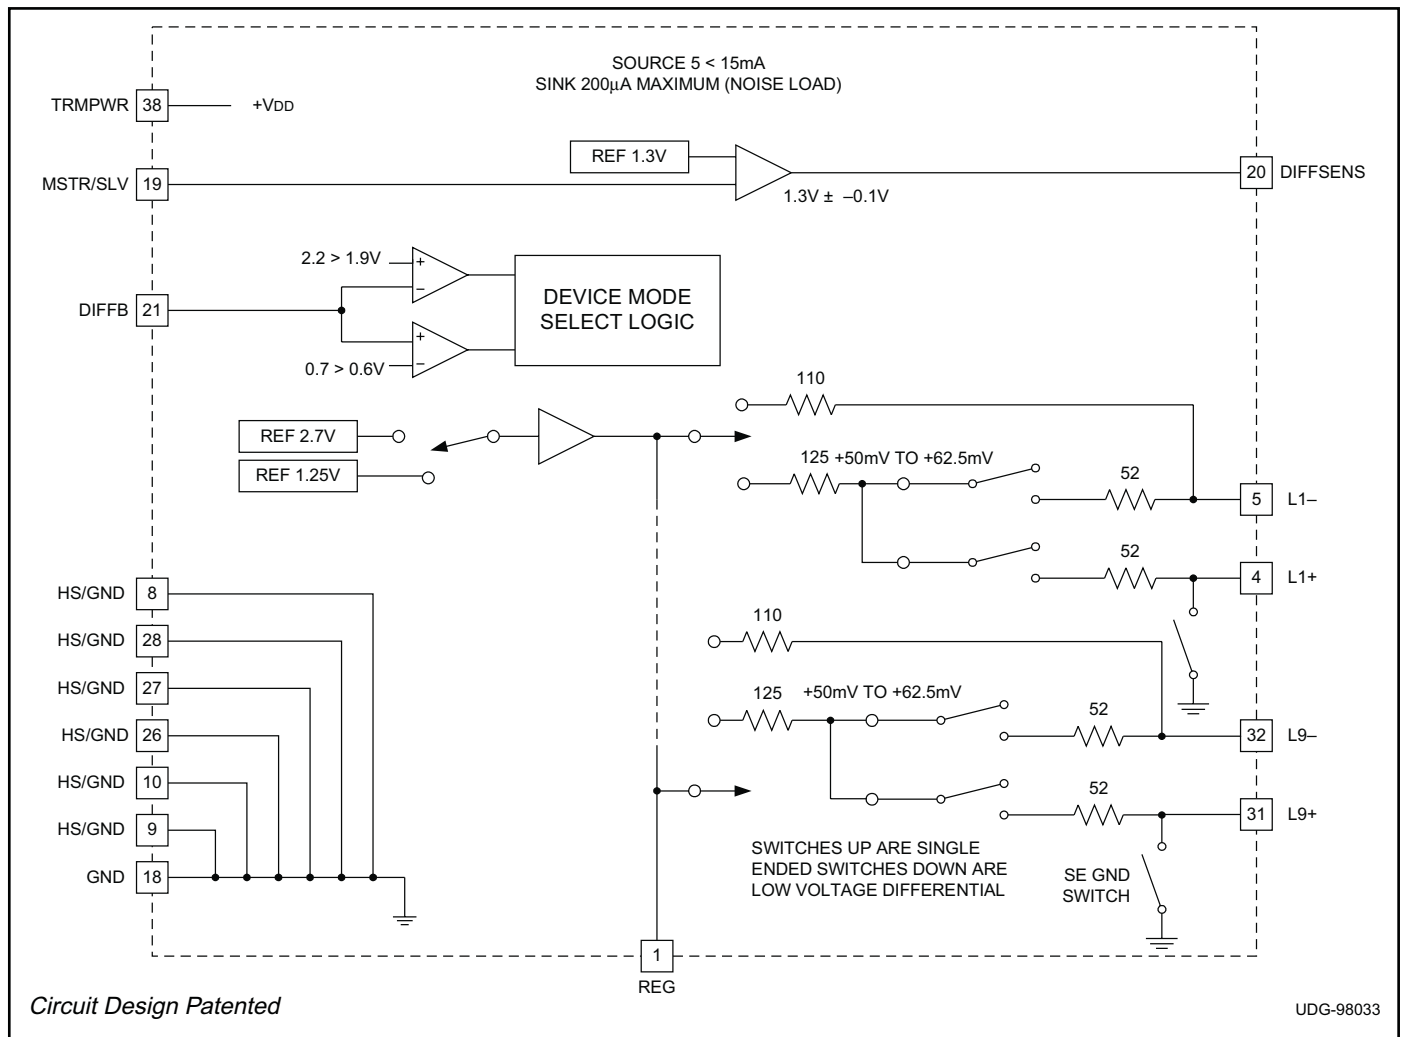 SOURCE 5 < 15mA
SINK 200μA MAXIMUM (NOISE LOAD)
TRMPWR 38 +VDD
REF 1.3V
MSTR/SLV 19
20 DIFFSENS
1.3V ± –0.1V
2.2 > 1.9V
+
–
DIFFB 21
DEVICE MODE
SELECT LOGIC
+
–
0.7 > 0.6V
110
REF 2.7V
REF 1.25V
125 +50mV TO +62.5mV
52
5 L1–
52
4 L1+
HS/GND 8
HS/GND 28
HS/GND 27
HS/GND 26
HS/GND 10
HS/GND 9
GND 18
110
125 +50mV TO +62.5mV
52
32 L9–
52
31 L9+
SWITCHES UP ARE SINGLE
ENDED SWITCHES DOWN ARE
LOW VOLTAGE DIFFERENTIAL
SE GND
SWITCH
1
REG
Circuit Design Patented
UDG-98033